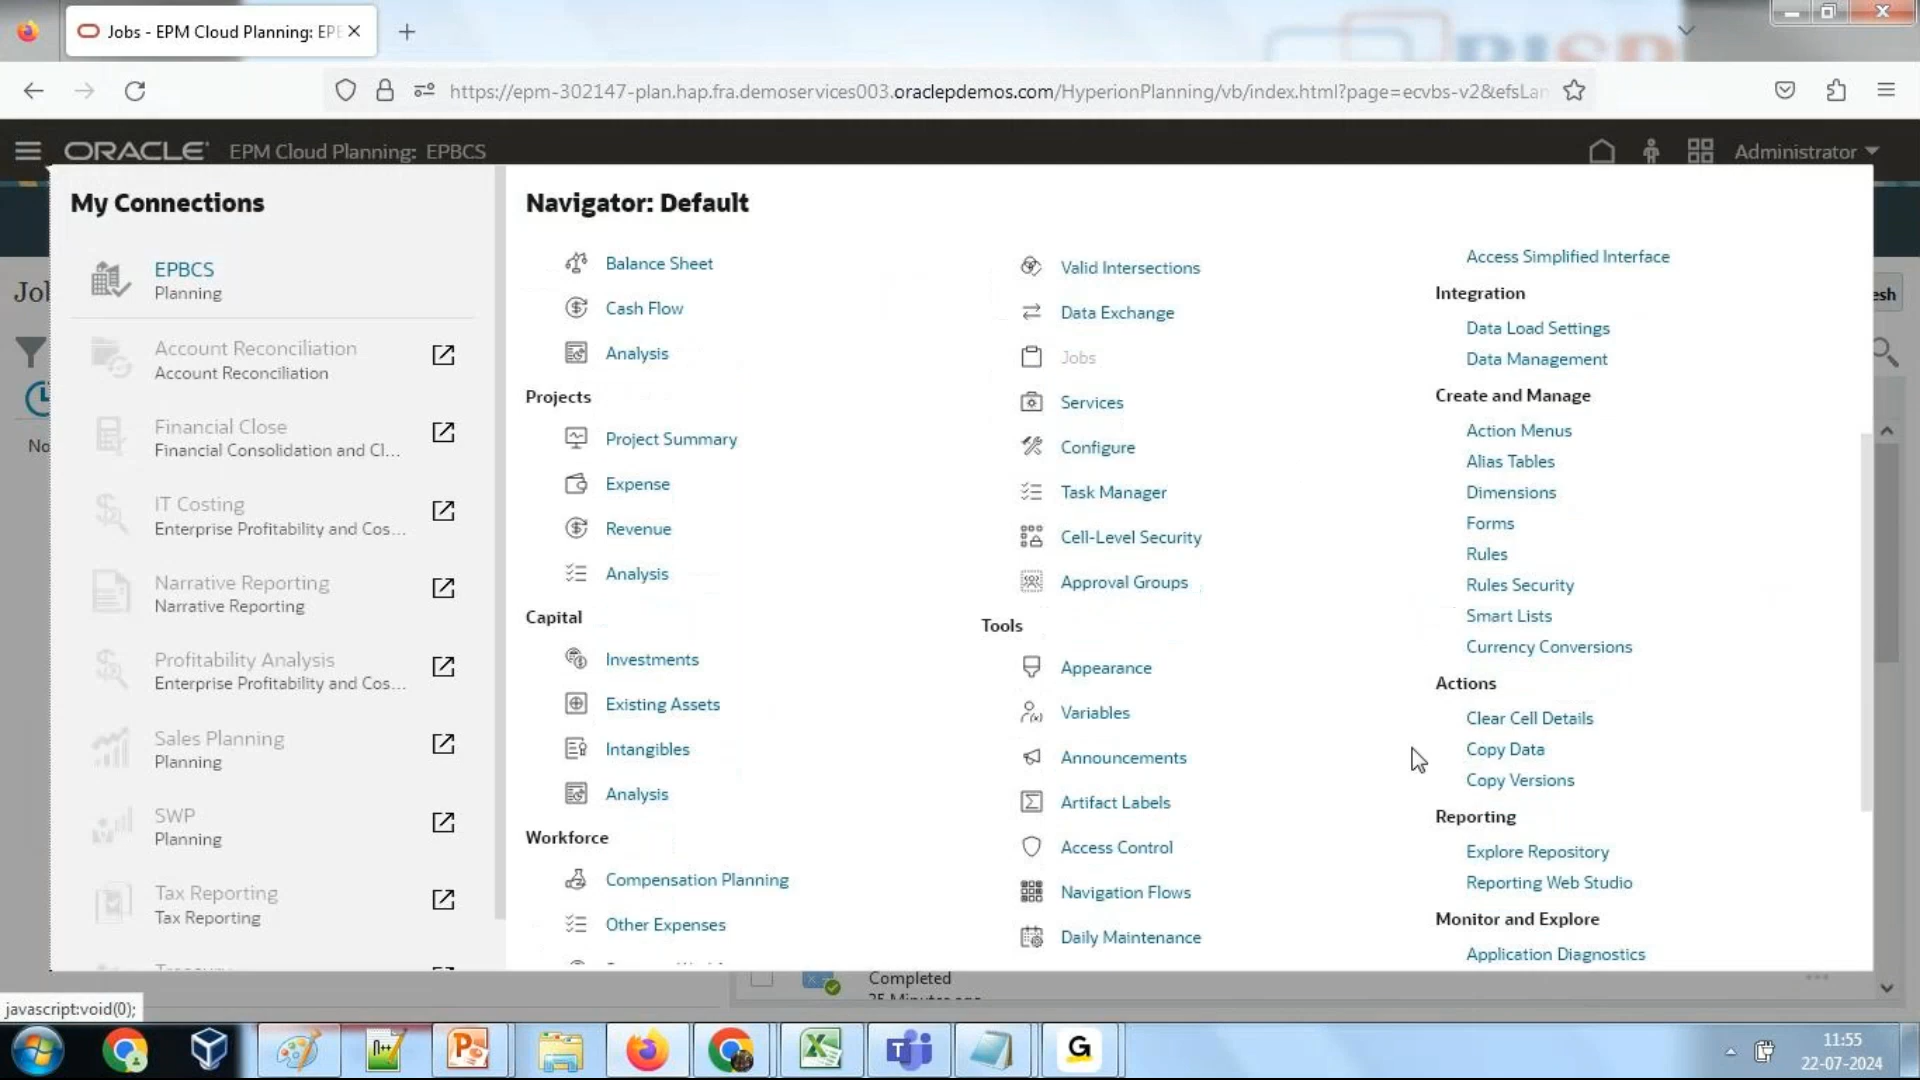 Jobs - EPM Cloud Planning: EPB
https://epm-302147-plan.hap.fra.demoservices003.oraclepdemos.com/HyperionPlanning/vb/index.html?page=ecvbs-v2&efsLan
ORACLE EPM Cloud Planning: EPBCS
Administrator
My Connections
EPBCS
Planning
Account Reconciliation
Account Reconciliation
Financial Close
Financial Consolidation and Cl...
IT Costing
Enterprise Profitability and Cos...
Narrative Reporting
Narrative Reporting
Profitability Analysis
Enterprise Profitability and Cos...
Sales Planning
Planning
SWP
Planning
Tax Reporting
Tax Reporting
Navigator: Default
Balance Sheet
Cash Flow
Analysis
Projects
Project Summary
Expense
Revenue
Analysis
Capital
Investments
Existing Assets
Intangibles
Analysis
Workforce
Compensation Planning
Other Expenses
Valid Intersections
Data Exchange
Jobs
Services
Configure
Task Manager
Cell-Level Security
Approval Groups
Tools
Appearance
Variables
Announcements
Artifact Labels
Access Control
Navigation Flows
Daily Maintenance
Access Simplified Interface
Integration
Data Load Settings
Data Management
Create and Manage
Action Menus
Alias Tables
Dimensions
Forms
Rules
Rules Security
Smart Lists
Currency Conversions
Actions
Clear Cell Details
Copy Data
Copy Versions
Reporting
Explore Repository
Reporting Web Studio
Monitor and Explore
Application Diagnostics
Completed
javascript:void(0);
11:55
22-07-2024